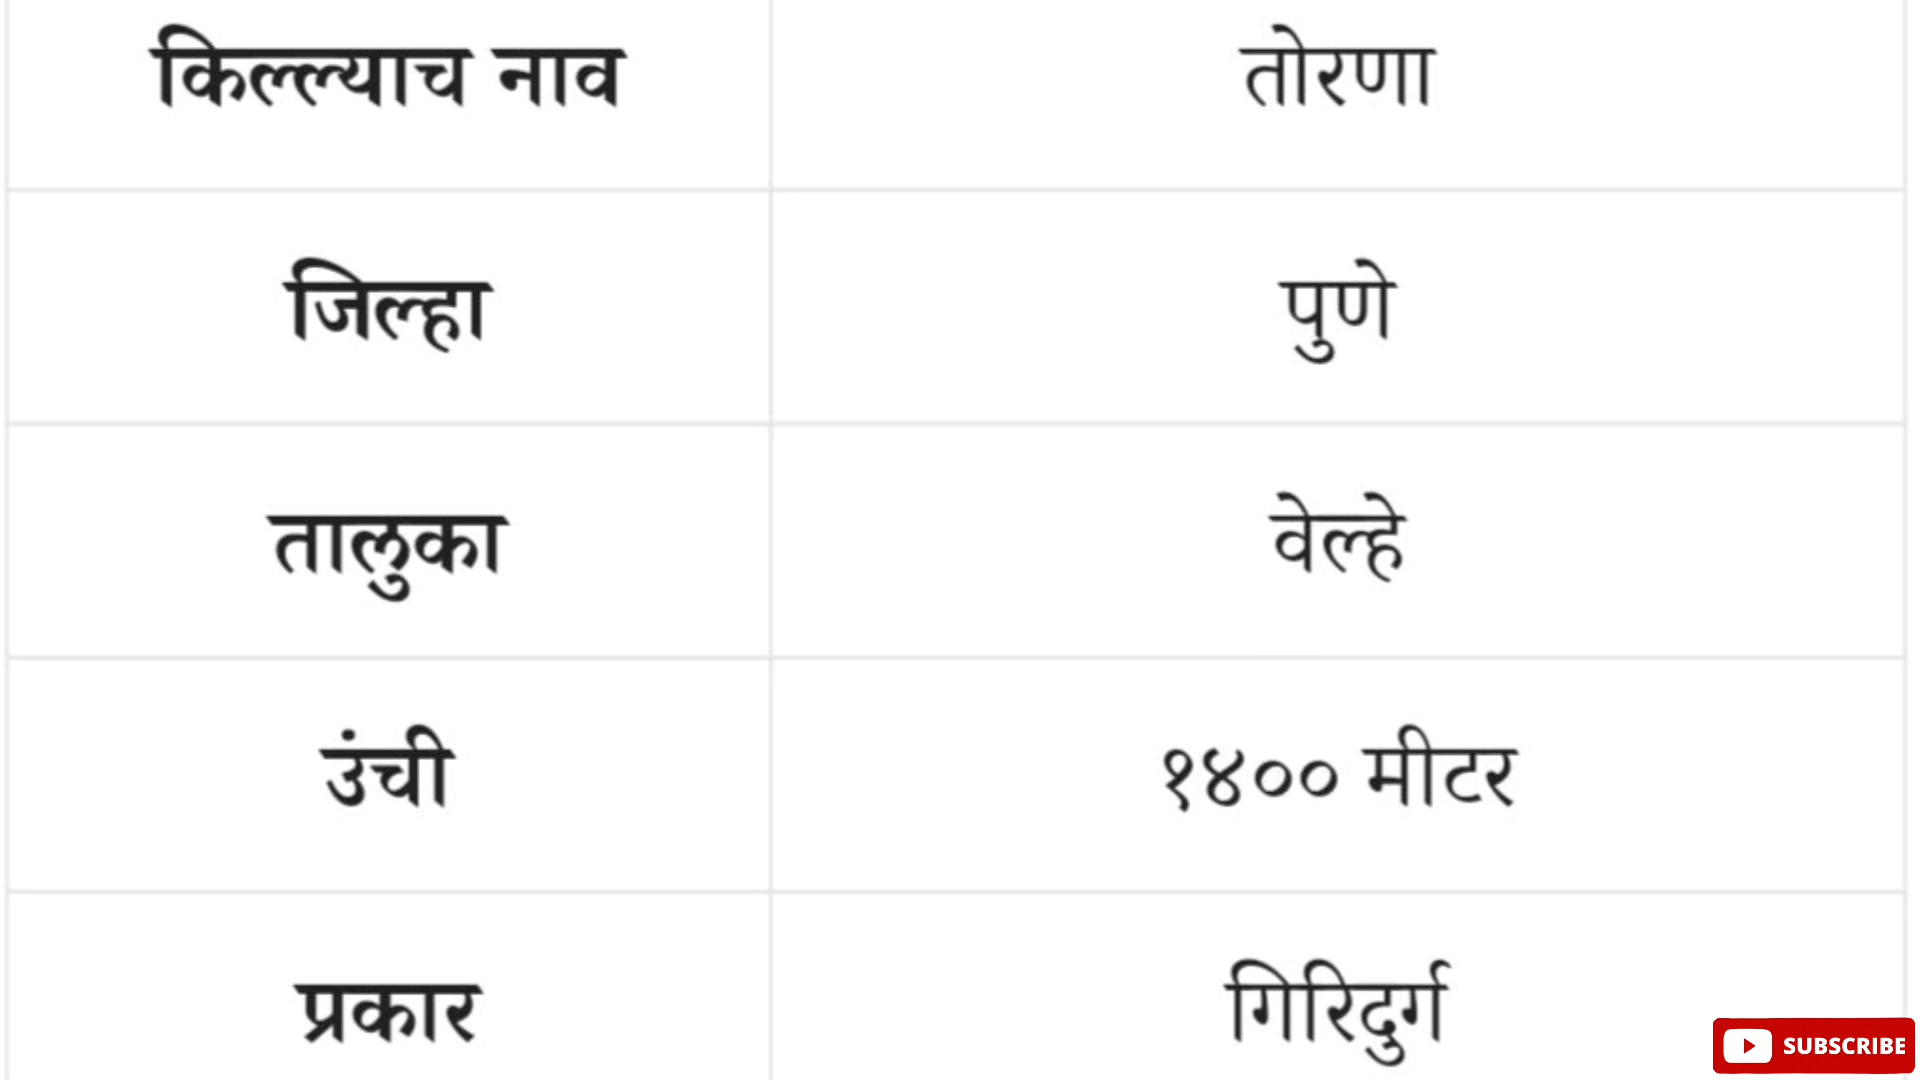 किल्ल्याच नाव तोरणा
जिल्हा पुणे
तालुका वेल्हे
उंची १४०० मीटर
प्रकार गिरिदुर्ग
SUBSCRIBE